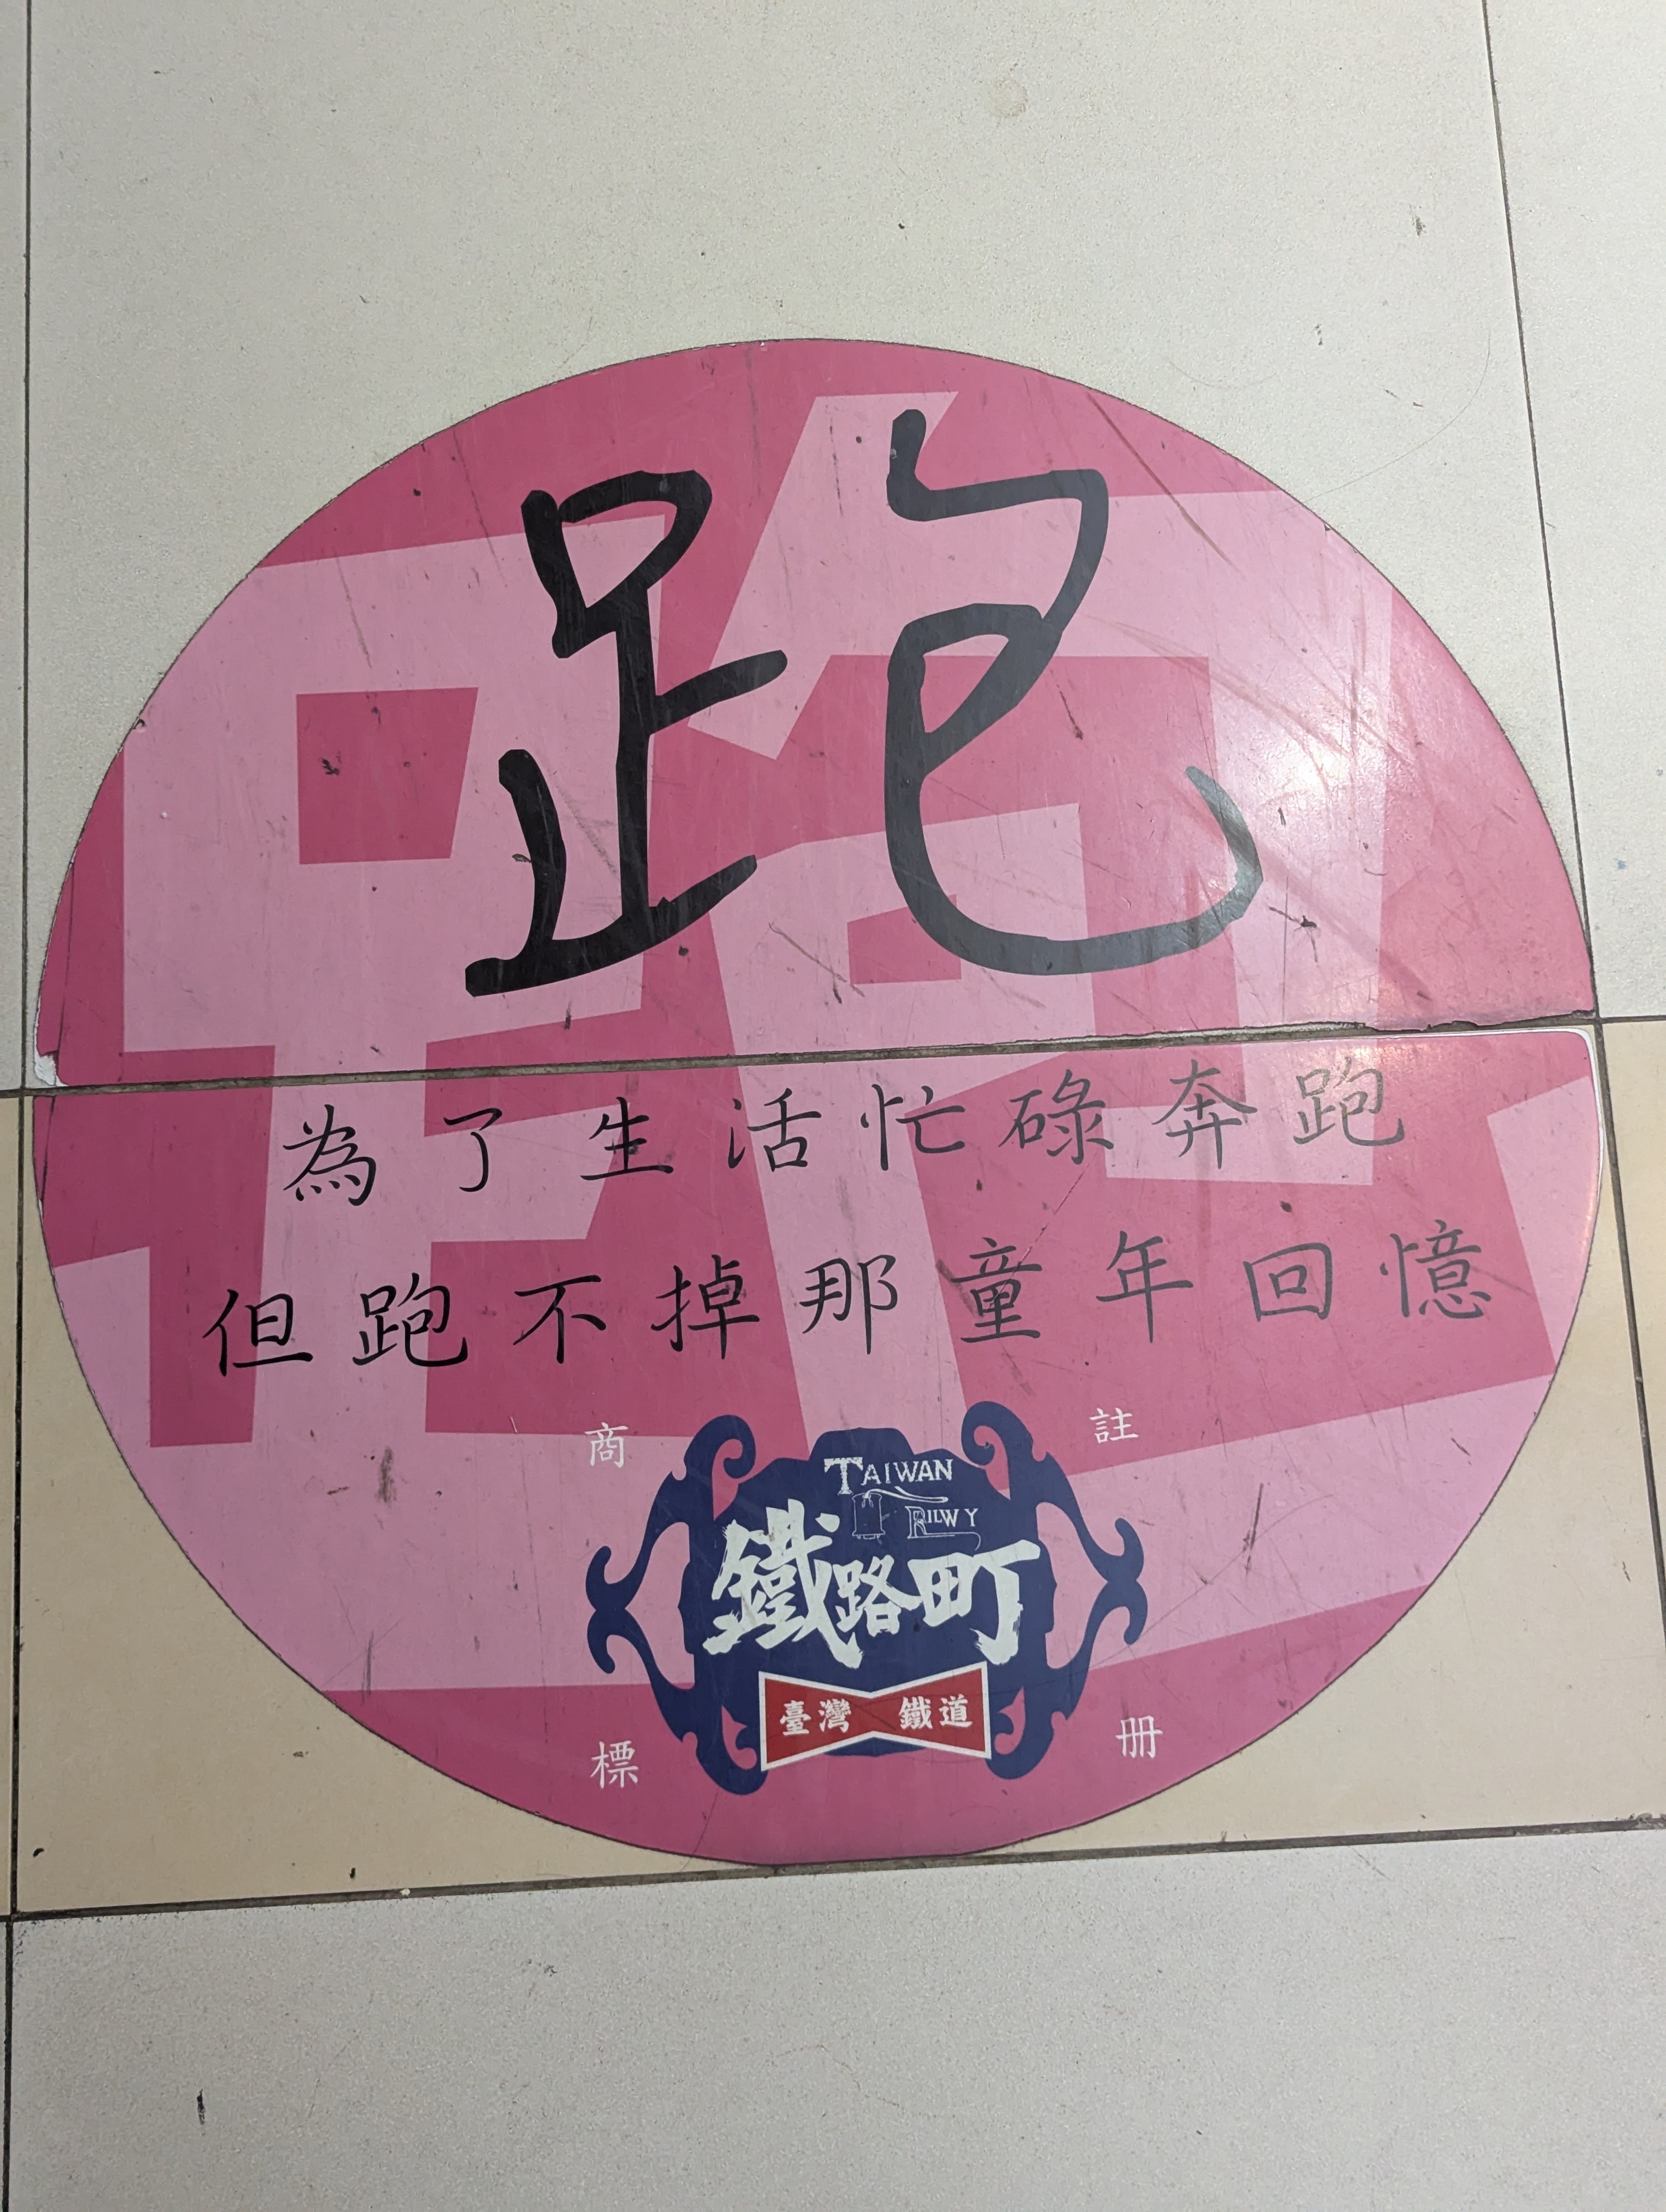 跑
為了生活忙碌奔跑
但跑不掉那童年回憶
商 註
TAIWAN
RILWY
鐵路町
臺灣 鐵道
標 冊